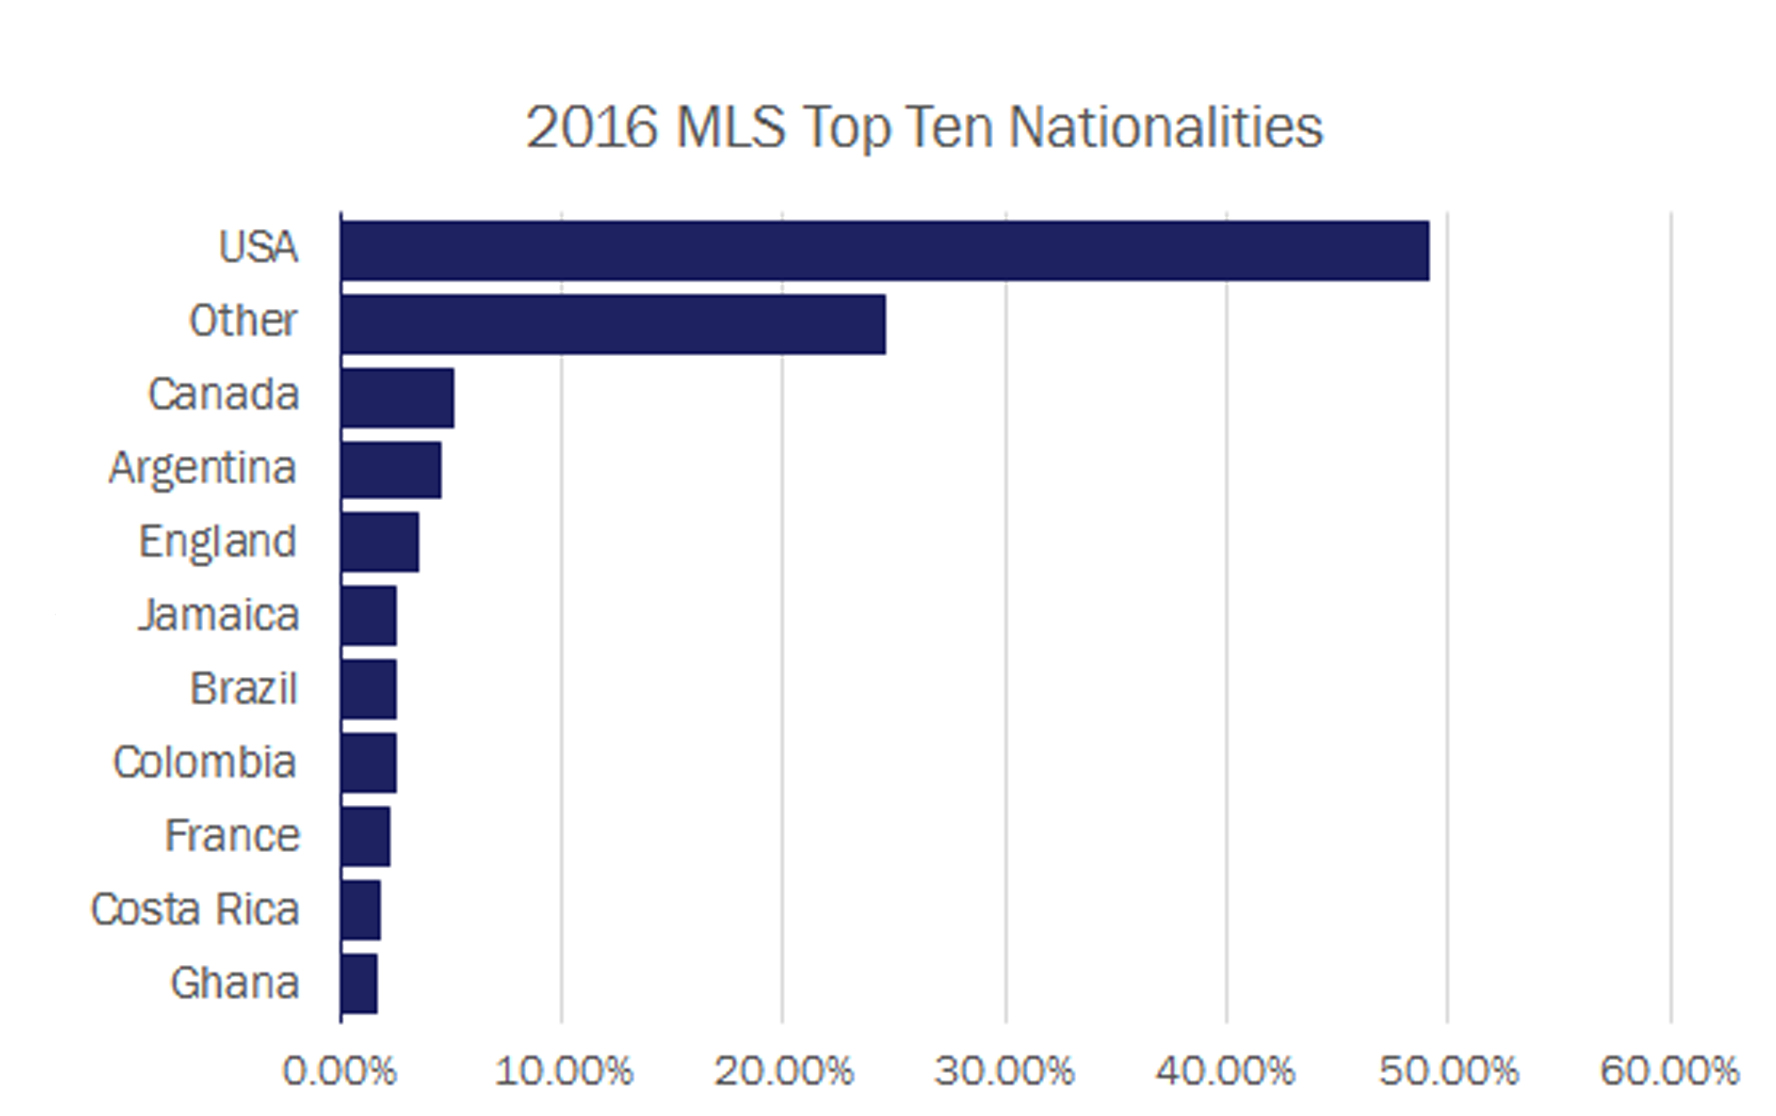 2016 MLS Top Ten Nationalities
USA
Other
Canada
Argentina
England
Jamaica
Brazil
Colombia
France
Costa Rica
Ghana
0.00% 10.00% 20.00% 30.00% 40.00% 50.00% 60.00%